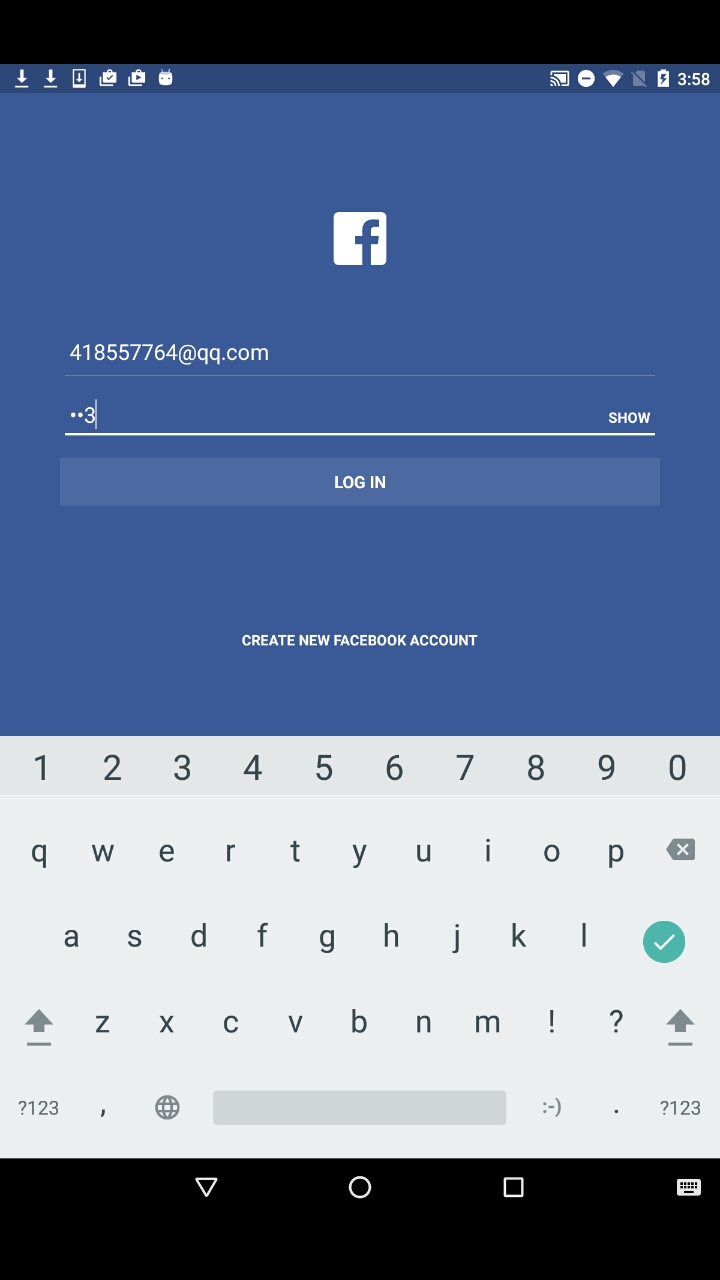 3:58
f
418557764@qq.com
••3
SHOW
LOG IN
CREATE NEW FACEBOOK ACCOUNT
1 2 3 4 5 6 7 8 9 0
q w e r t y u i o p
a s d f g h j k l
z x c v b n m ! ?
?123 , :-) . ?123